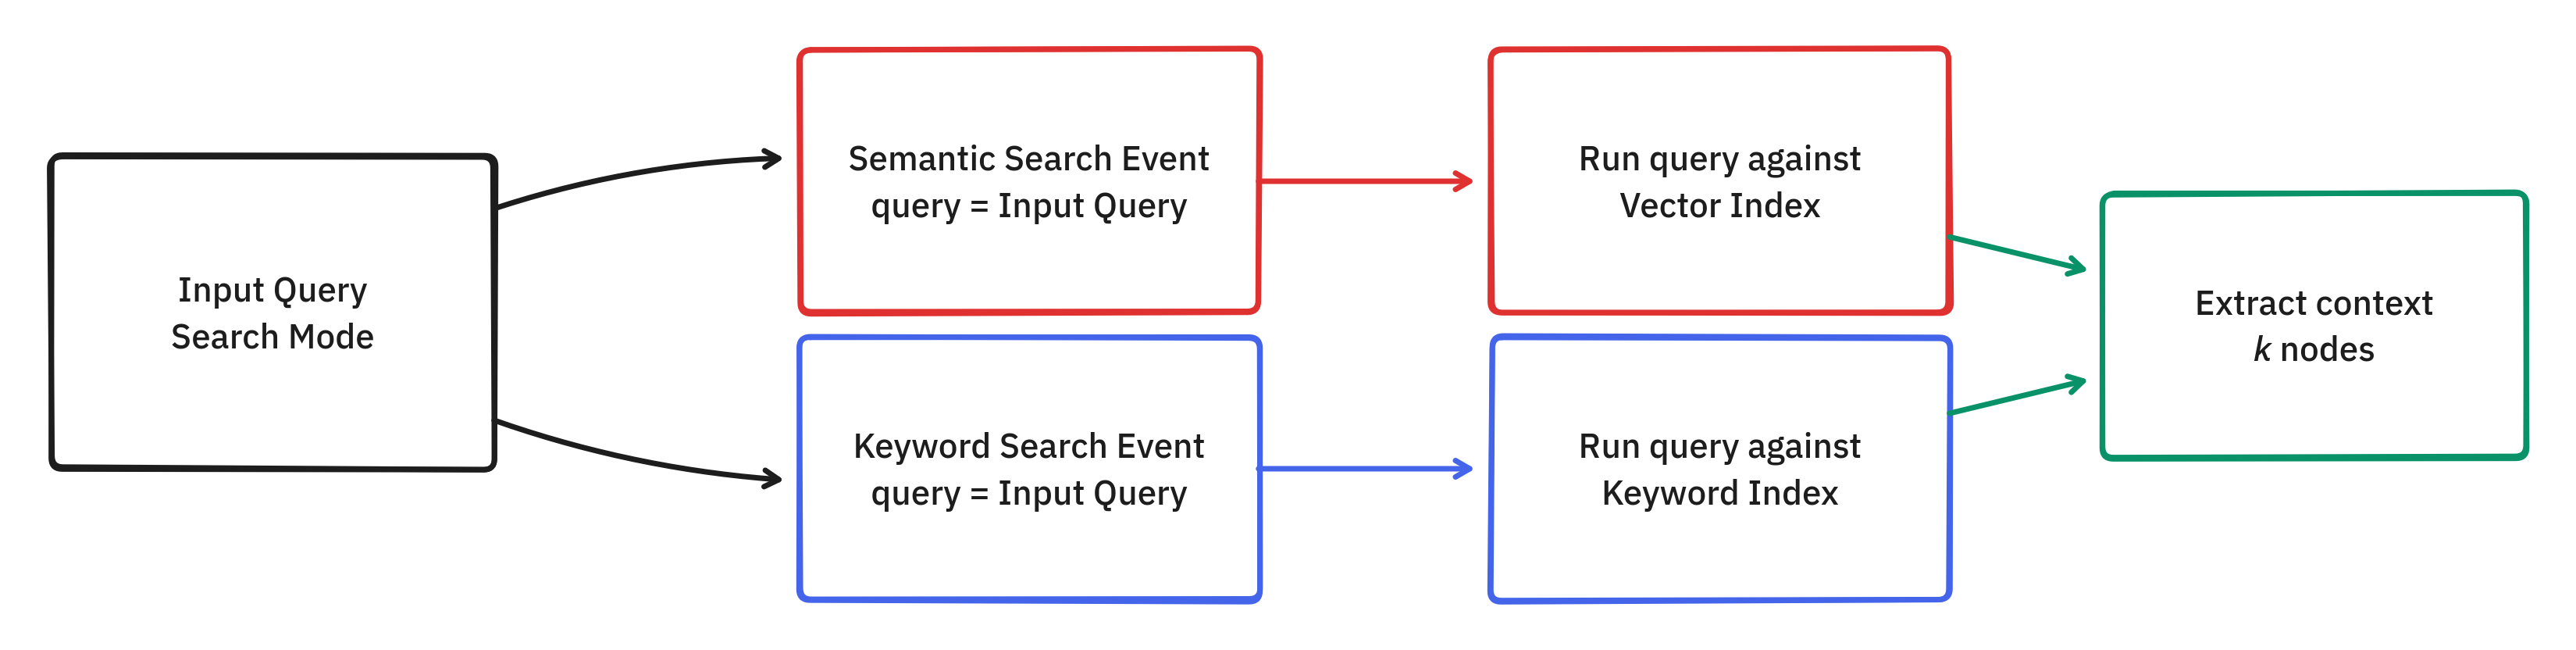 Input Query
Search Mode
Semantic Search Event
query = Input Query
Run query against
Vector Index
Keyword Search Event
query = Input Query
Run query against
Keyword Index
Extract context
k nodes